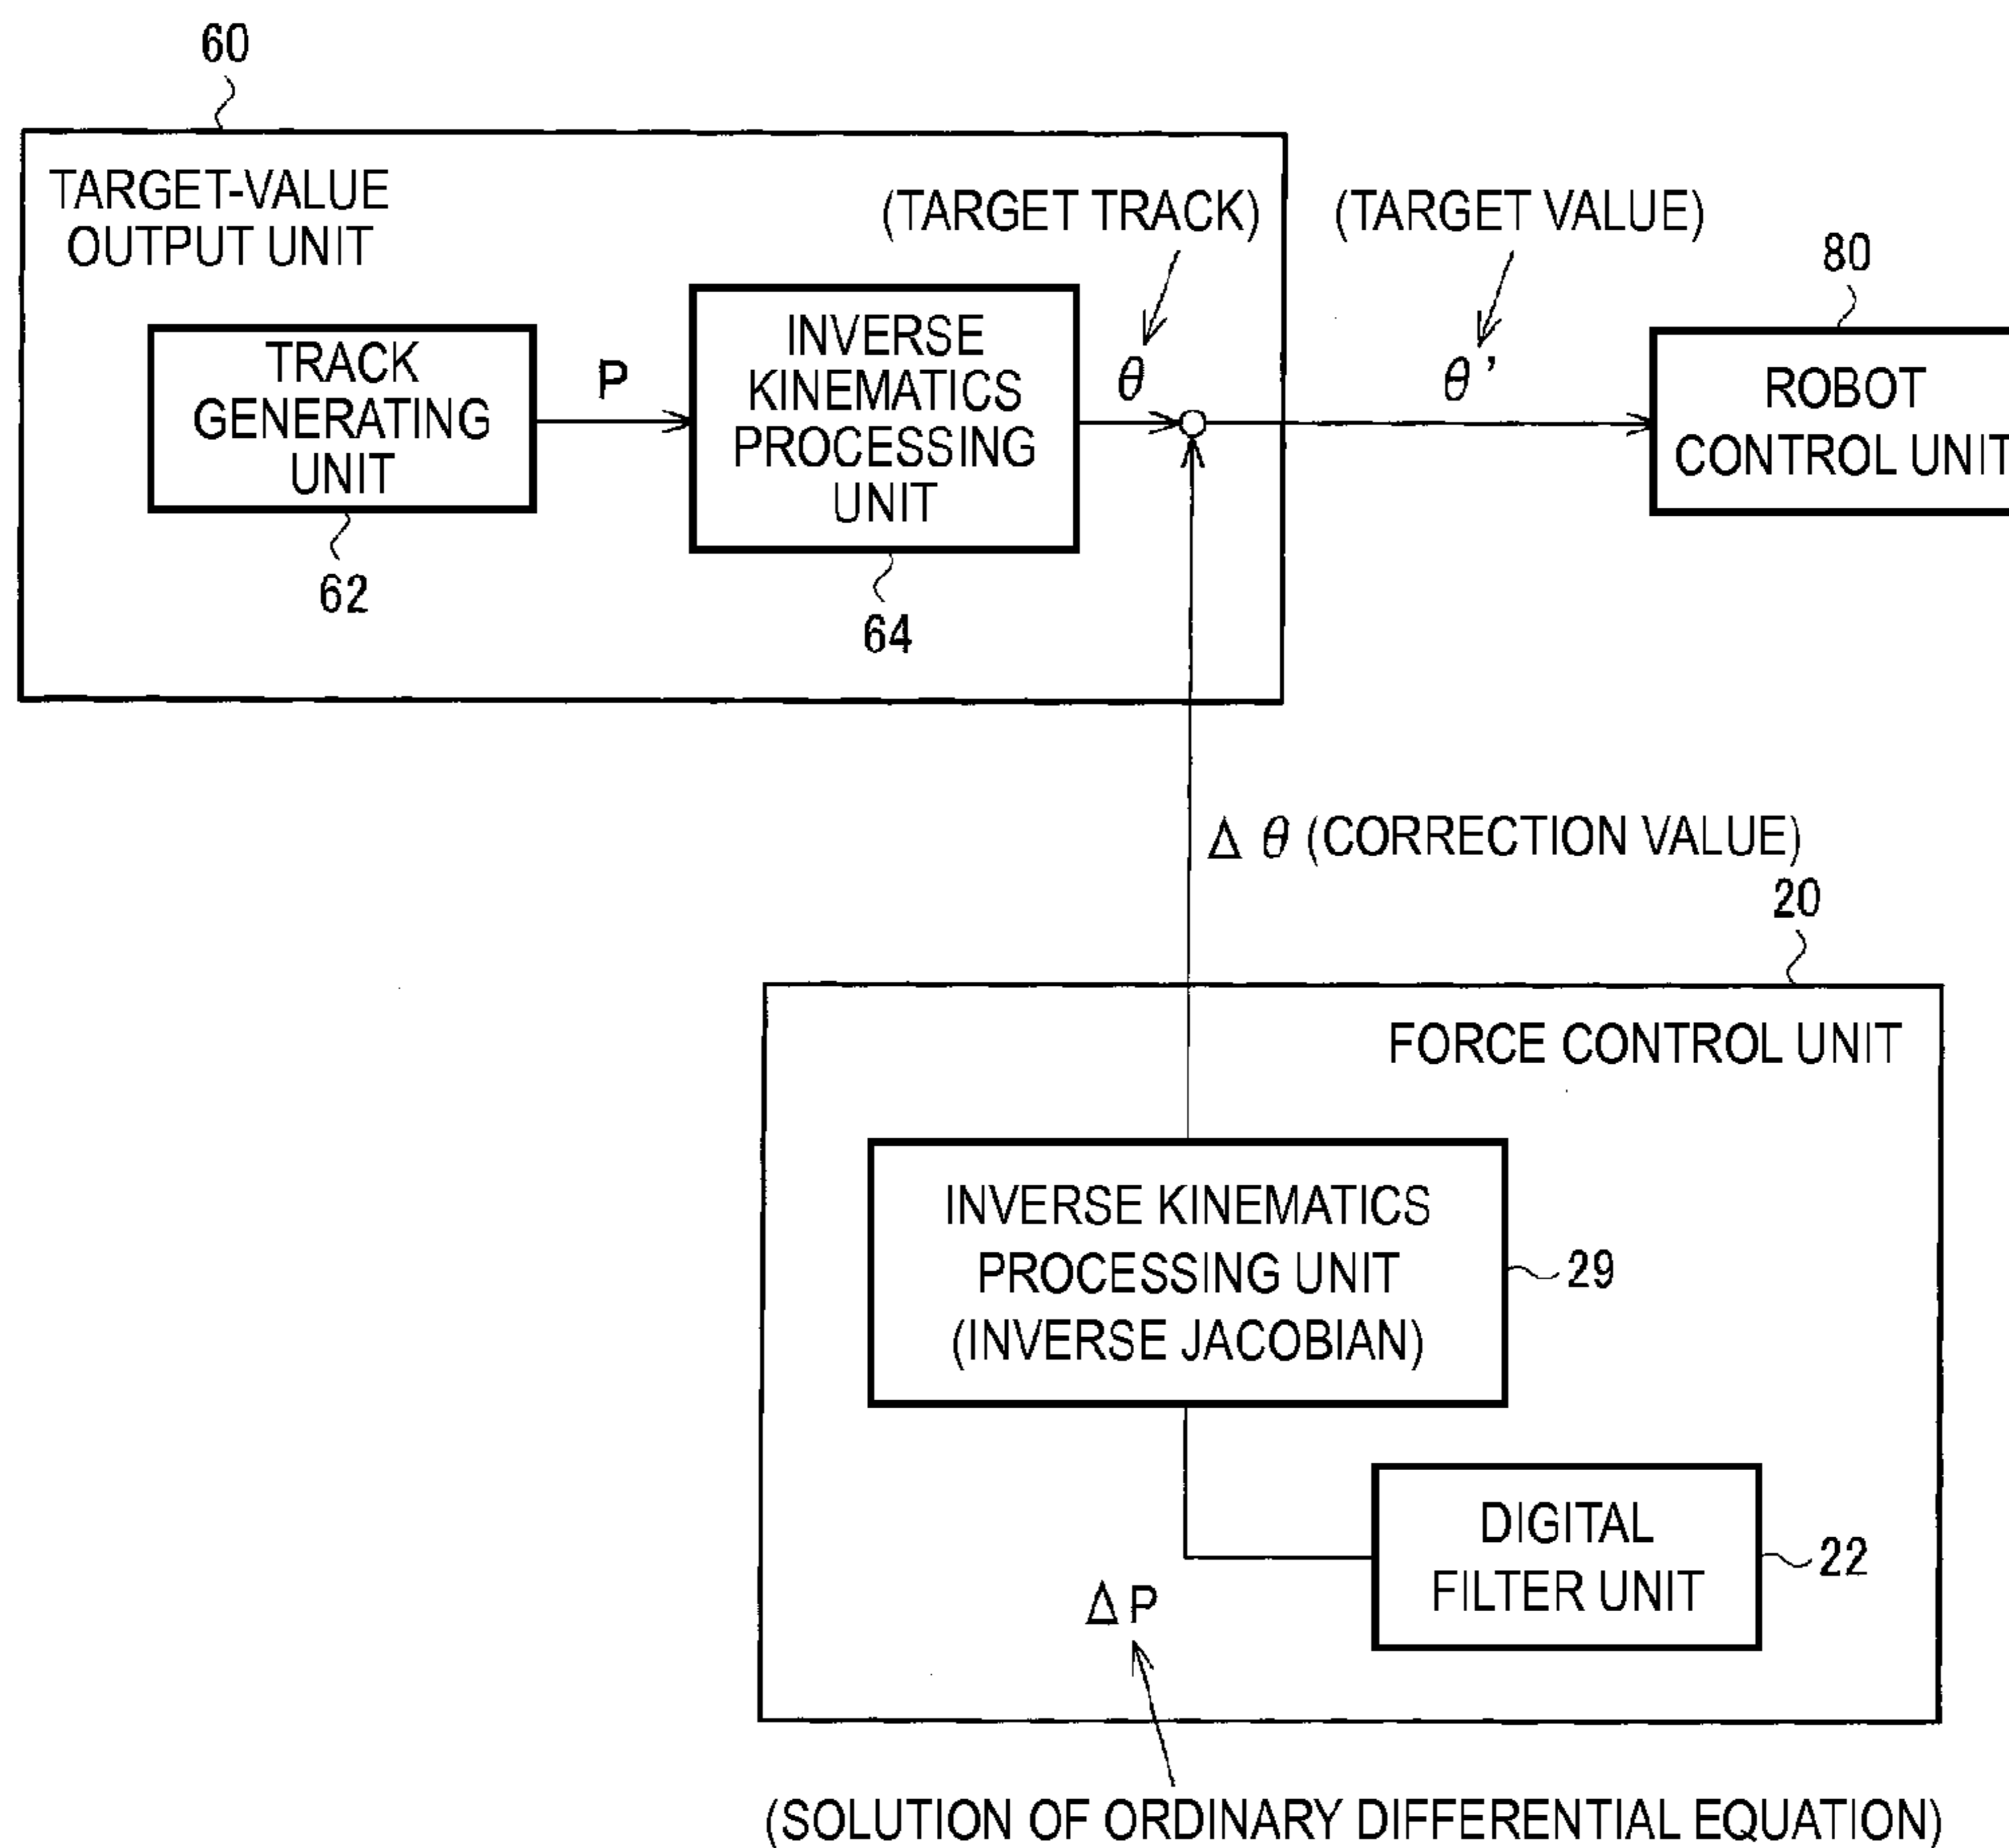 60
TARGET-VALUE
OUTPUT UNIT
(TARGET TRACK)
(TARGET VALUE)
80
TRACK
GENERATING
UNIT
P
INVERSE
KINEMATICS
PROCESSING
UNIT
θ
θ'
ROBOT
CONTROL UNIT
62
64
Δ θ (CORRECTION VALUE)
20
FORCE CONTROL UNIT
INVERSE KINEMATICS
PROCESSING UNIT
(INVERSE JACOBIAN)
29
DIGITAL
FILTER UNIT
22
Δ P
(SOLUTION OF ORDINARY DIFFERENTIAL EQUATION)